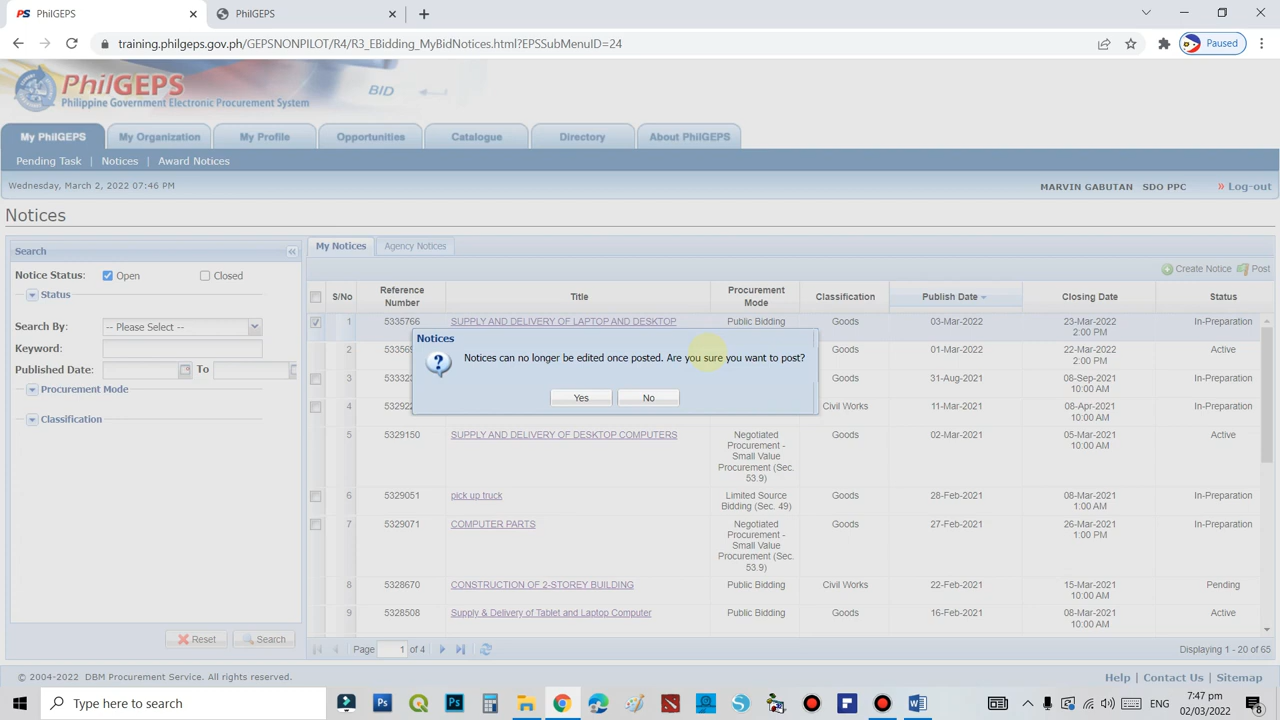 PS PhilGEPS
PhilGEPS
training.philgeps.gov.ph/GEPSNONPILOT/R4/R3_EBidding_MyBidNotices.html?EPSSubMenuID=24
Paused
PhilGEPS
Philippine Government Electronic Procurement System
BID
My PhilGEPS My Organization My Profile Opportunities Catalogue Directory About PhilGEPS
Pending Task | Notices | Award Notices
Wednesday, March 2, 2022 07:46 PM
MARVIN GABUTAN SDO PPC » Log-out
Notices
Search «
Notice Status: Open Closed
Status
Search By: -- Please Select --
Keyword:
Published Date: To
Procurement Mode
Classification
Reset Search
My Notices Agency Notices
Create Notice Post
S/No Reference Number Title Procurement Mode Classification Publish Date Closing Date Status
1 5335766 SUPPLY AND DELIVERY OF LAPTOP AND DESKTOP Public Bidding Goods 03-Mar-2022 23-Mar-2022 In-Preparation
2:00 PM
2 533569 Goods 01-Mar-2022 22-Mar-2022 Active
2:00 PM
3 533323 Goods 31-Aug-2021 08-Sep-2021 In-Preparation
10:00 AM
4 532922 Civil Works 11-Mar-2021 08-Apr-2021 In-Preparation
10:00 AM
Notices
Notices can no longer be edited once posted. Are you sure you want to post?
Yes No
5 5329150 SUPPLY AND DELIVERY OF DESKTOP COMPUTERS Negotiated Goods 02-Mar-2021 05-Mar-2021 Active
Procurement - 10:00 AM
Small Value
Procurement (Sec.
53.9)
6 5329051 pick up truck Limited Source Goods 28-Feb-2021 08-Mar-2021 In-Preparation
Bidding (Sec. 49) 1:00 AM
7 5329071 COMPUTER PARTS Negotiated Goods 27-Feb-2021 26-Mar-2021 In-Preparation
Procurement - 1:00 PM
Small Value
Procurement (Sec.
53.9)
8 5328670 CONSTRUCTION OF 2-STOREY BUILDING Public Bidding Civil Works 22-Feb-2021 15-Mar-2021 Pending
10:00 AM
9 5328508 Supply & Delivery of Tablet and Laptop Computer Public Bidding Goods 16-Feb-2021 08-Mar-2021 Active
10:00 AM
Page 1 of 4
Displaying 1 - 20 of 65
© 2004-2022 DBM Procurement Service. All rights reserved.
Help | Contact Us | Sitemap
Type here to search
ENG
7:47 pm
02/03/2022
8